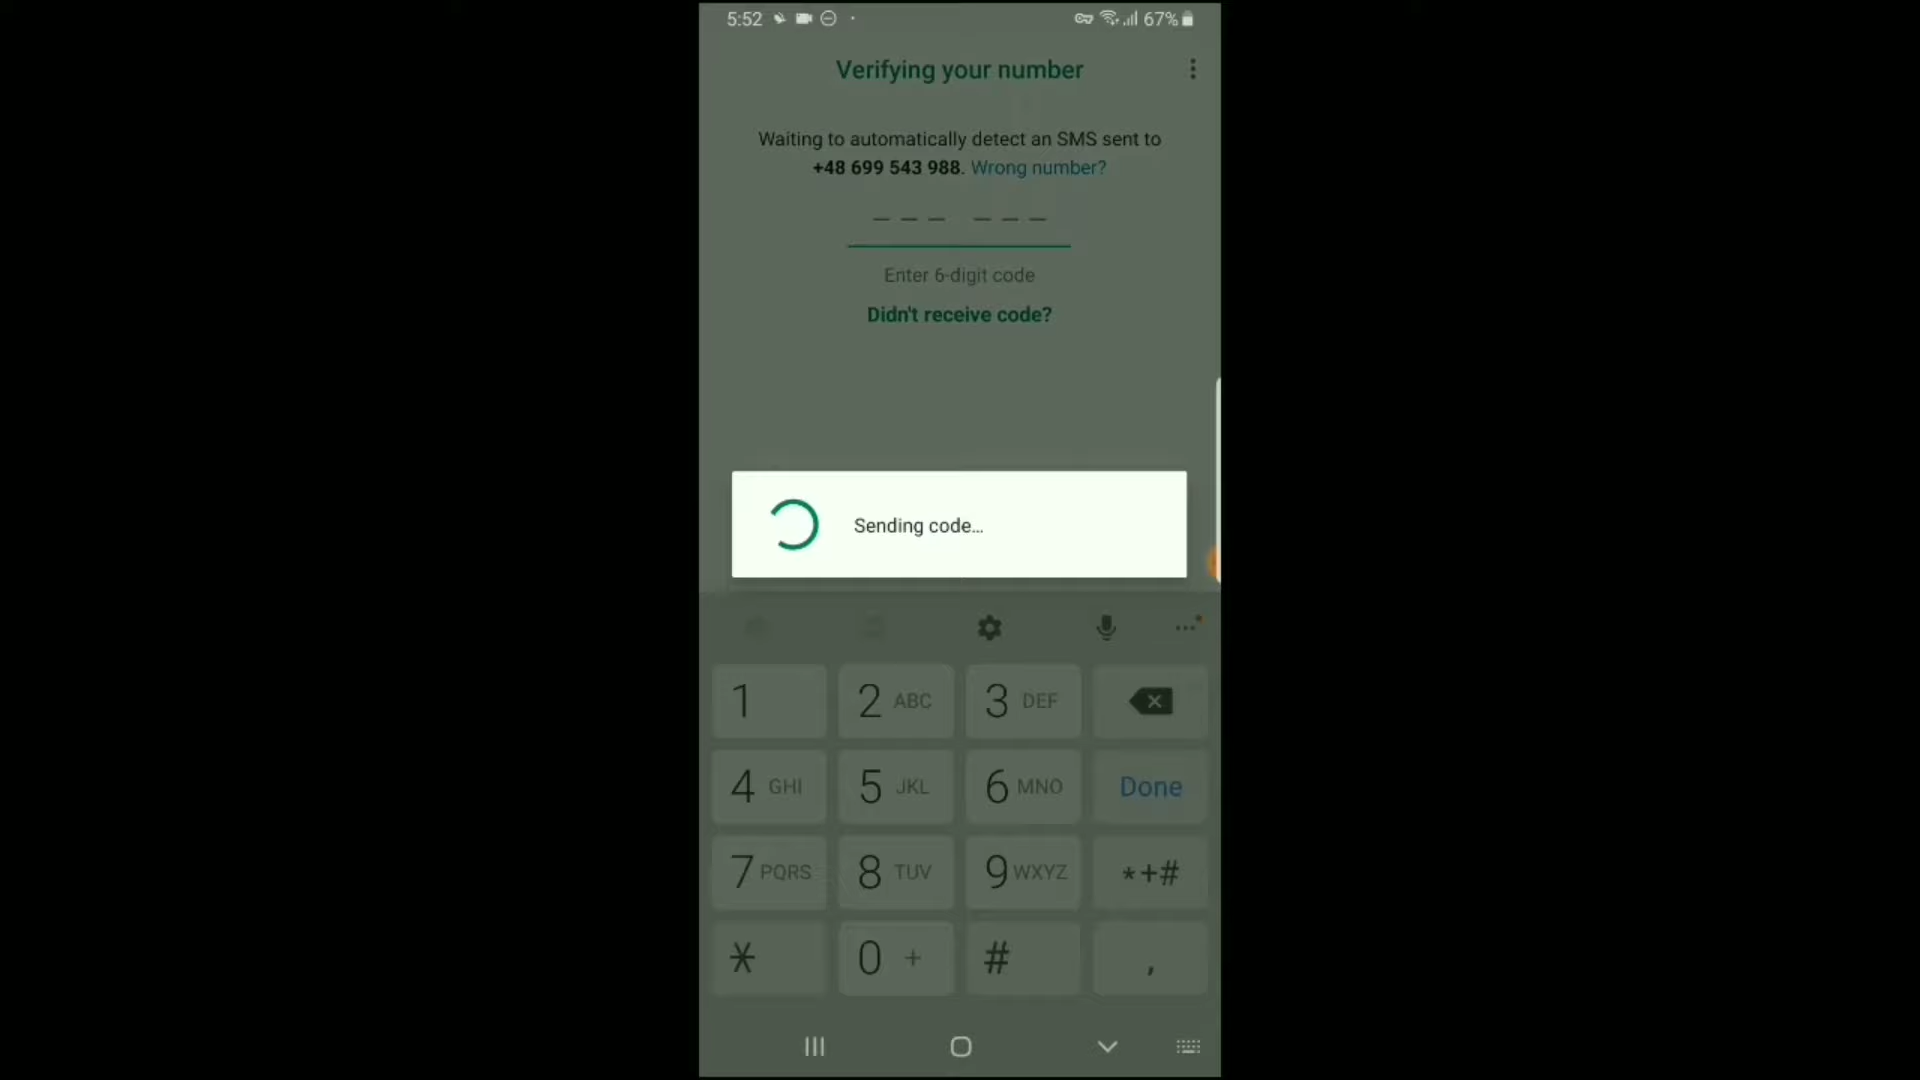 5:52 67%
Verifying your number
Waiting to automatically detect an SMS sent to
+48 699 543 988. Wrong number?
_ _ _ _ _ _
Enter 6-digit code
Didn't receive code?
Sending code...
1 2 ABC 3 DEF
4 GHI 5 JKL 6 MNO Done
7 PQRS 8 TUV 9 WXYZ *+#
* 0 + # ,